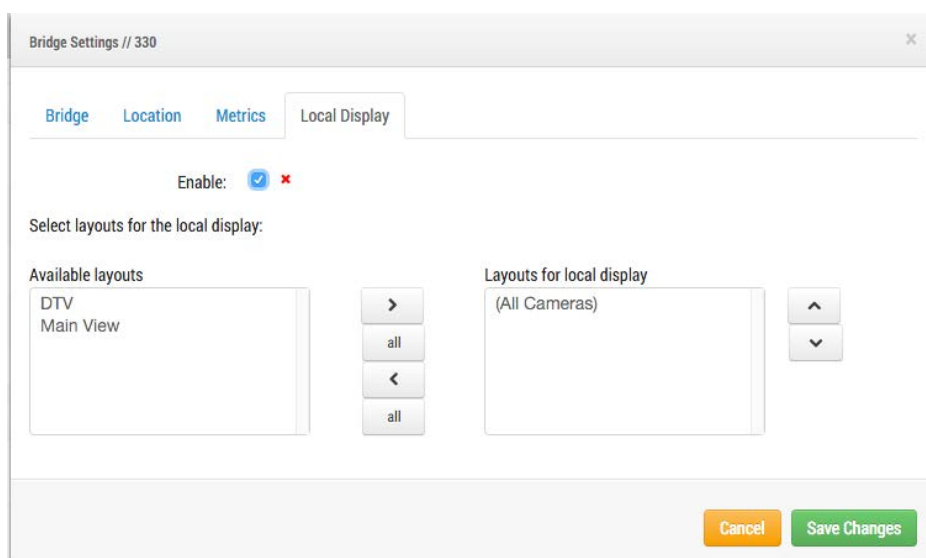 Bridge Settings // 330
Bridge Location Metrics Local Display
Enable:
Select layouts for the local display:
Available layouts
DTV
Main View
all
all
Layouts for local display
(All Cameras)
Cancel Save Changes